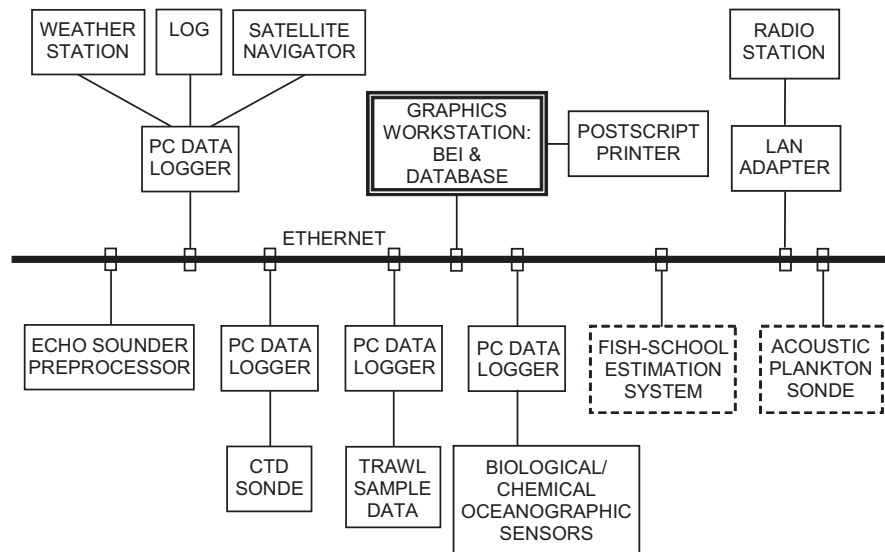 WEATHER
STATION
LOG
SATELLITE
NAVIGATOR
RADIO
STATION
GRAPHICS
WORKSTATION:
BEI &
DATABASE
POSTSCRIPT
PRINTER
PC DATA
LOGGER
LAN
ADAPTER
ETHERNET
ECHO SOUNDER
PREPROCESSOR
PC DATA
LOGGER
PC DATA
LOGGER
PC DATA
LOGGER
FISH-SCHOOL
ESTIMATION
SYSTEM
ACOUSTIC
PLANKTON
SONDE
CTD
SONDE
TRAWL
SAMPLE
DATA
BIOLOGICAL/
CHEMICAL
OCEANOGRAPHIC
SENSORS